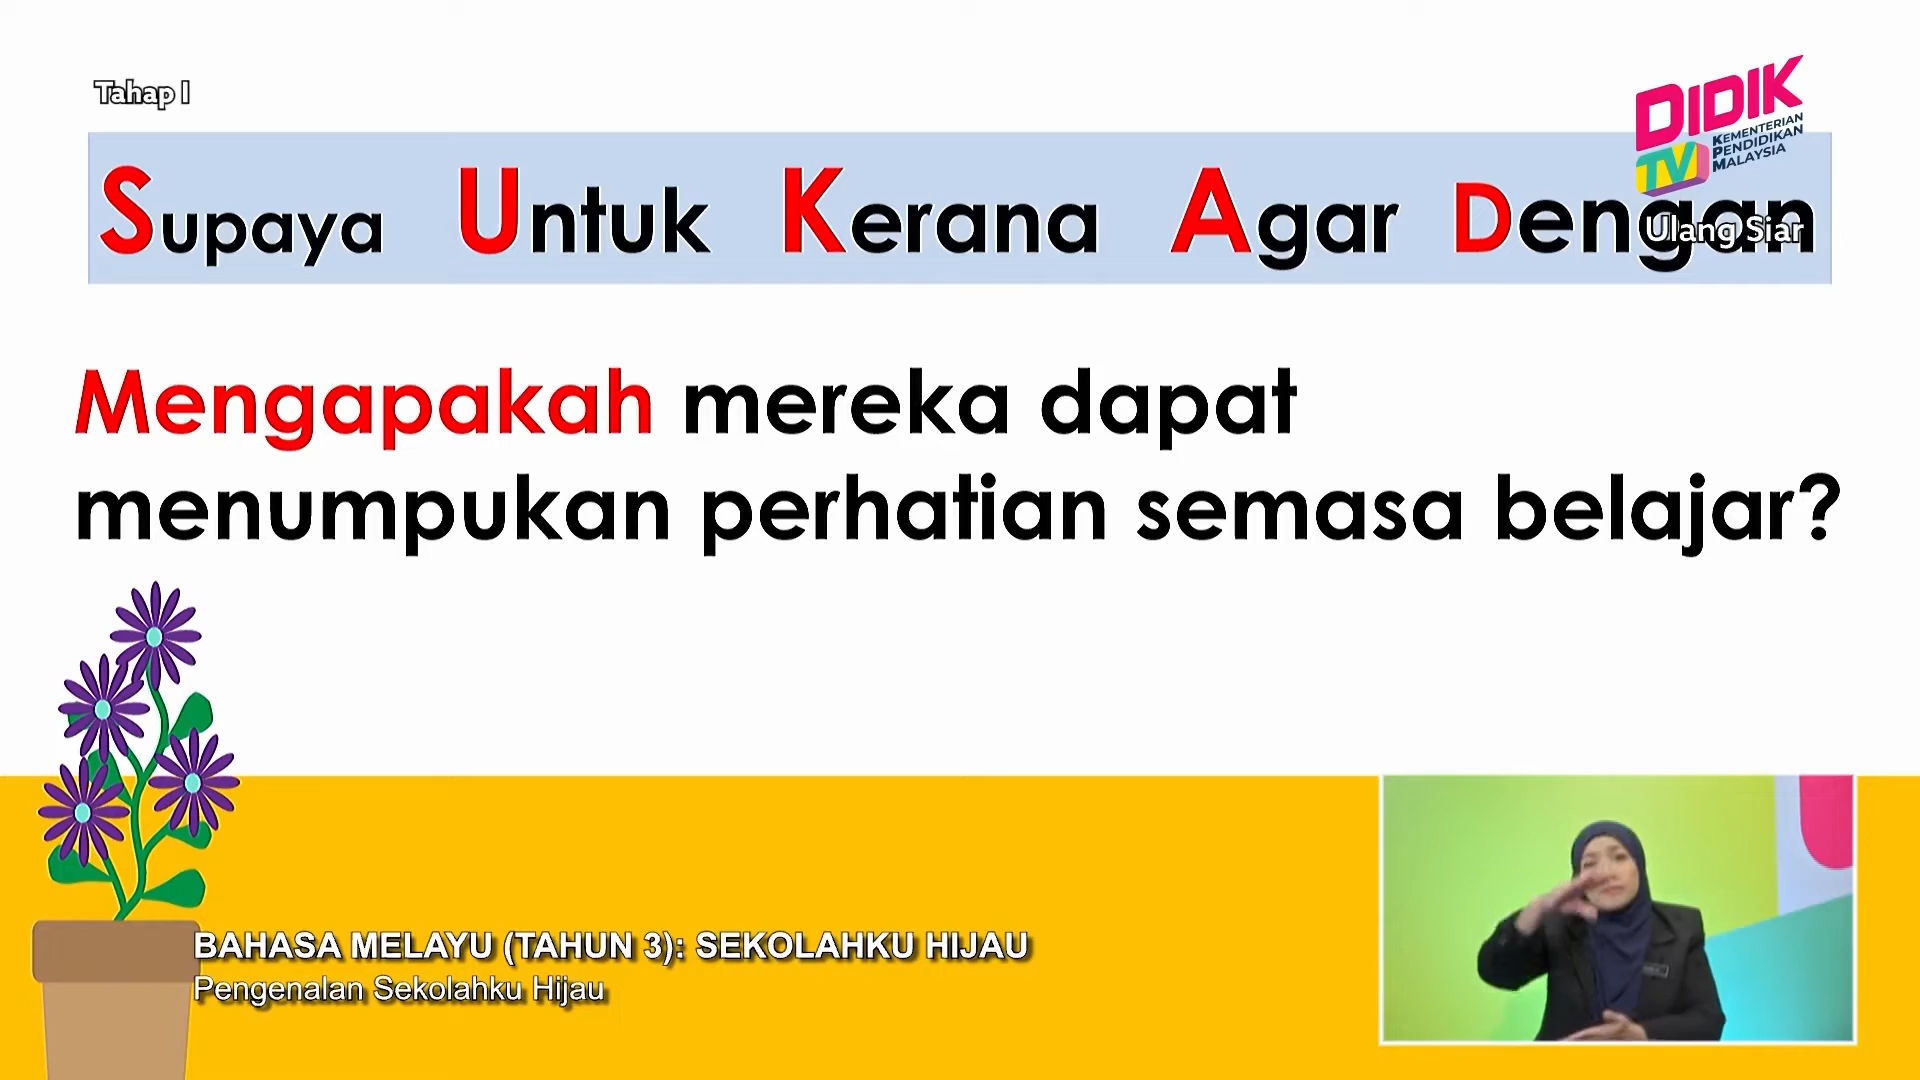 Tahap I
DIDIK
TV
KEMENTERIAN
PENDIDIKAN
MALAYSIA
Supaya Untuk Kerana Agar Dengan
Ulang Siar
Mengapakah mereka dapat
menumpukan perhatian semasa belajar?
BAHASA MELAYU (TAHUN 3): SEKOLAHKU HIJAU
Pengenalan Sekolahku Hijau